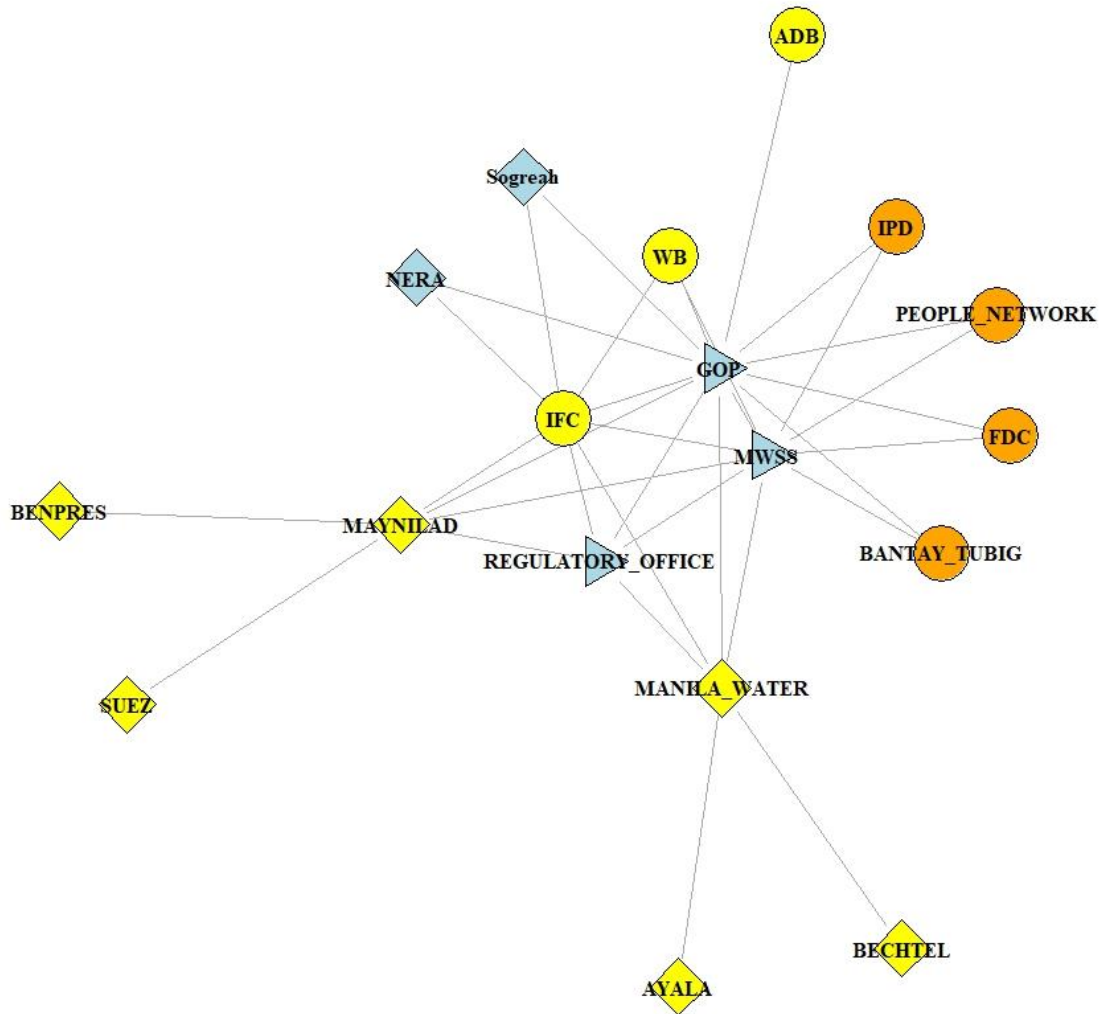 ADB
Sogreah
IPD
WB
NERA
PEOPLE_NETWORK
GOP
IFC
FDC
MWSS
BENPRES
MAYNILAD
BANTAY_TUBIG
REGULATORY_OFFICE
MANILA_WATER
SUEZ
BECHTEL
AYALA